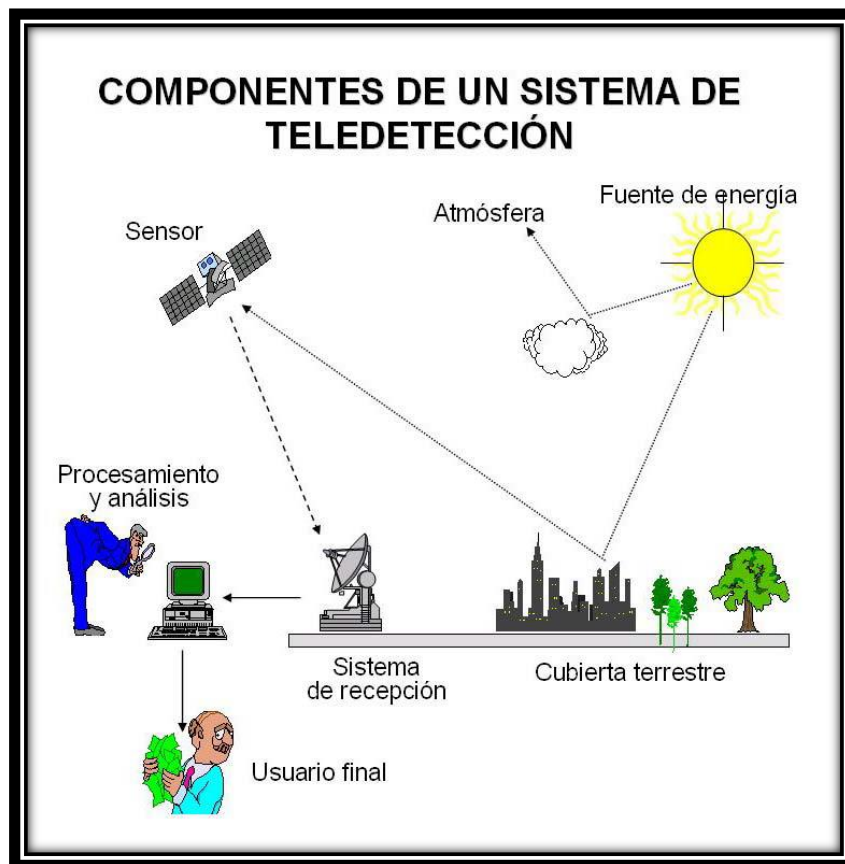 COMPONENTES DE UN SISTEMA DE
TELEDETECCIÓN
Fuente de energía
Atmósfera
Sensor
Procesamiento
y análisis
Sistema
de recepción
Cubierta terrestre
Usuario final